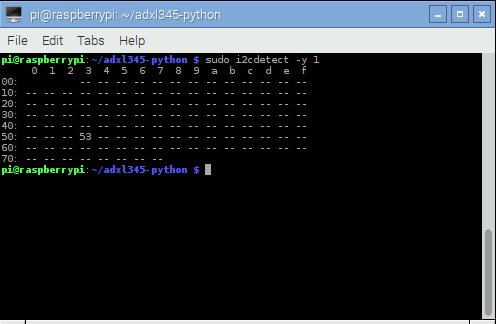 pi@raspberrypi: ~/adxl345-python
File Edit Tabs Help
pi@raspberrypi:~/adxl345-python $ sudo i2cdetect -y 1
     0  1  2  3  4  5  6  7  8  9  a  b  c  d  e  f
00:          -- -- -- -- -- -- -- -- -- -- -- -- --
10: -- -- -- -- -- -- -- -- -- -- -- -- -- -- -- --
20: -- -- -- -- -- -- -- -- -- -- -- -- -- -- -- --
30: -- -- -- -- -- -- -- -- -- -- -- -- -- -- -- --
40: -- -- -- -- -- -- -- -- -- -- -- -- -- -- -- --
50: -- -- -- 53 -- -- -- -- -- -- -- -- -- -- -- --
60: -- -- -- -- -- -- -- -- -- -- -- -- -- -- -- --
70: -- -- -- -- -- -- -- --
pi@raspberrypi:~/adxl345-python $